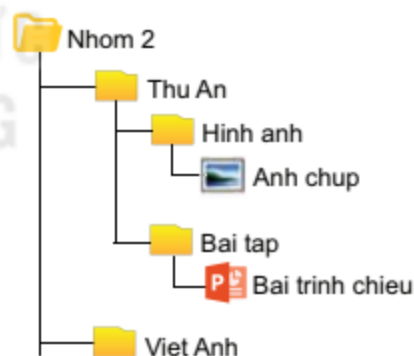 Nhom 2
Thu An
Hinh anh
Anh chup
Bai tap
Bai trinh chieu
Viet Anh